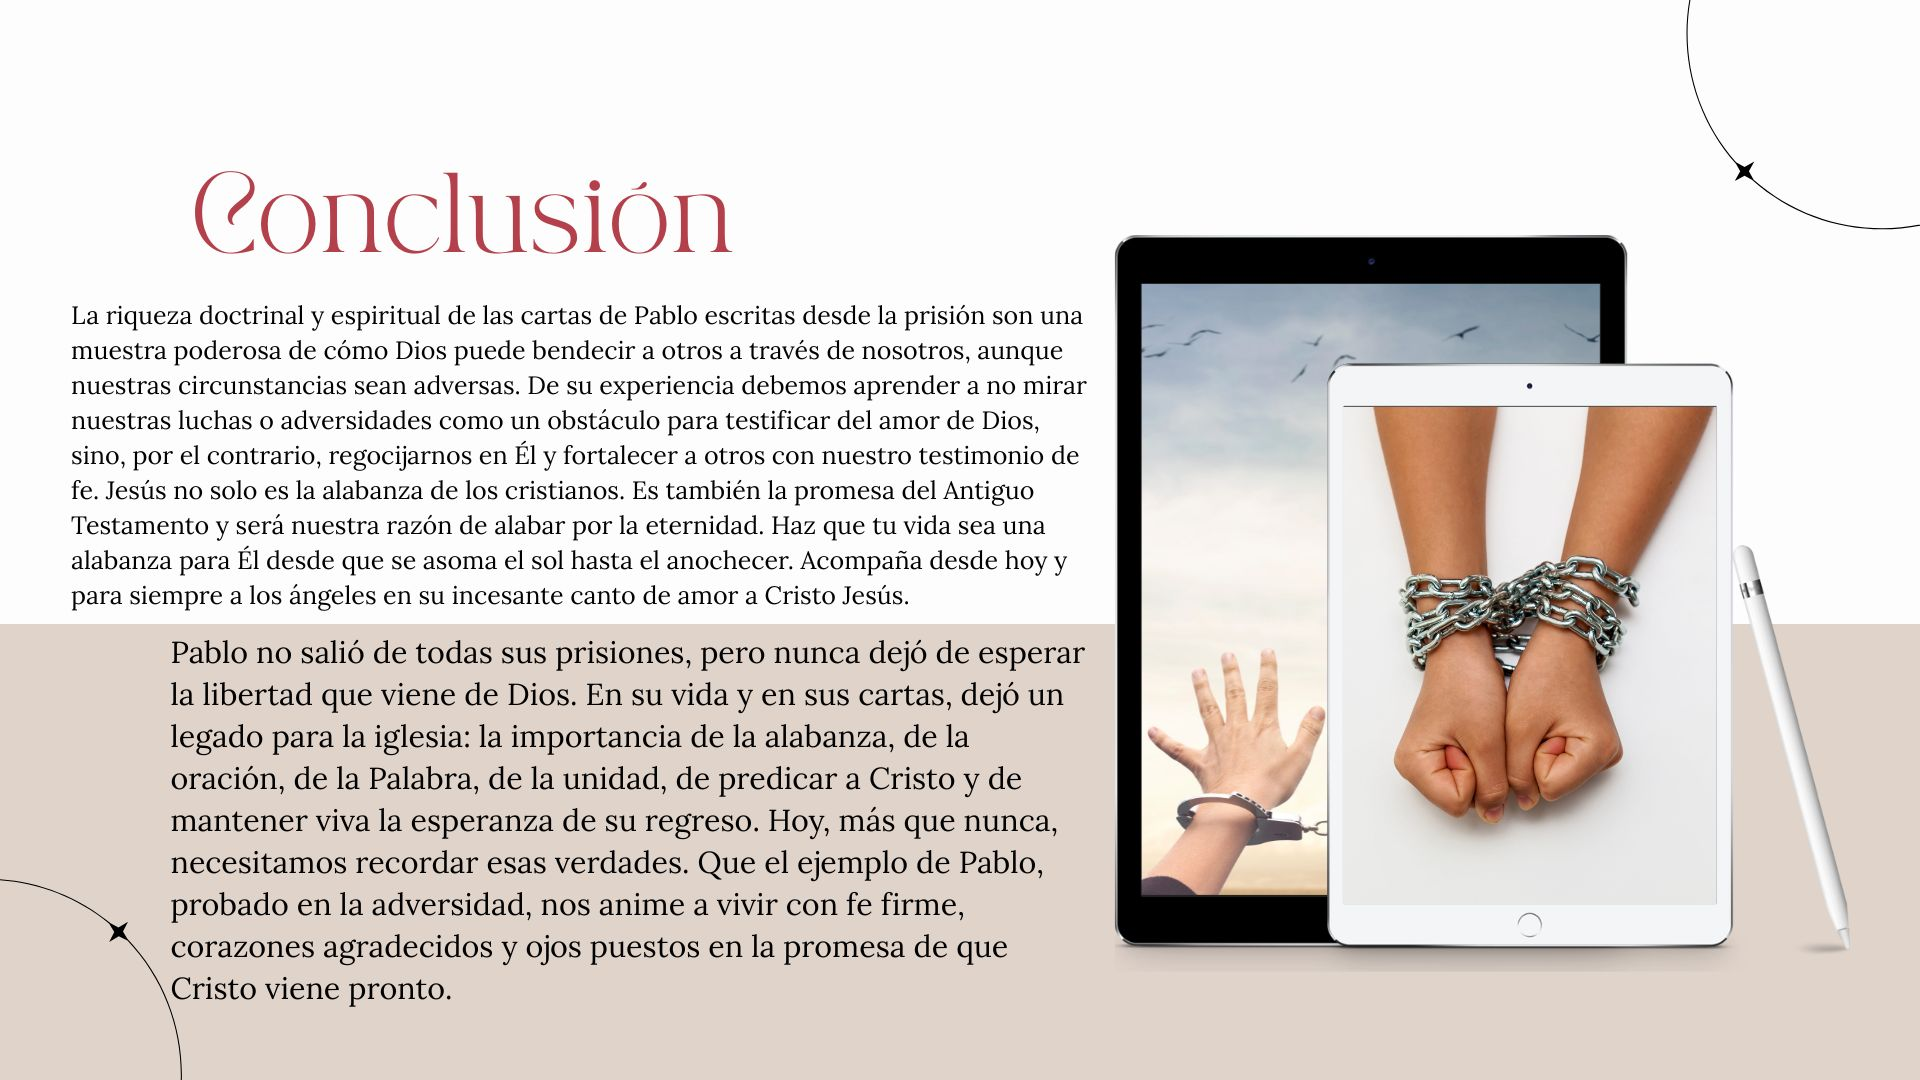 Conclusión
La riqueza doctrinal y espiritual de las cartas de Pablo escritas desde la prisión son una
muestra poderosa de cómo Dios puede bendecir a otros a través de nosotros, aunque
nuestras circunstancias sean adversas. De su experiencia debemos aprender a no mirar
nuestras luchas o adversidades como un obstáculo para testificar del amor de Dios,
sino, por el contrario, regocijarnos en Él y fortalecer a otros con nuestro testimonio de
fe. Jesús no solo es la alabanza de los cristianos. Es también la promesa del Antiguo
Testamento y será nuestra razón de alabar por la eternidad. Haz que tu vida sea una
alabanza para Él desde que se asoma el sol hasta el anochecer. Acompaña desde hoy y
para siempre a los ángeles en su incesante canto de amor a Cristo Jesús.
Pablo no salió de todas sus prisiones, pero nunca dejó de esperar
la libertad que viene de Dios. En su vida y en sus cartas, dejó un
legado para la iglesia: la importancia de la alabanza, de la
oración, de la Palabra, de la unidad, de predicar a Cristo y de
mantener viva la esperanza de su regreso. Hoy, más que nunca,
necesitamos recordar esas verdades. Que el ejemplo de Pablo,
probado en la adversidad, nos anime a vivir con fe firme,
corazones agradecidos y ojos puestos en la promesa de que
Cristo viene pronto.